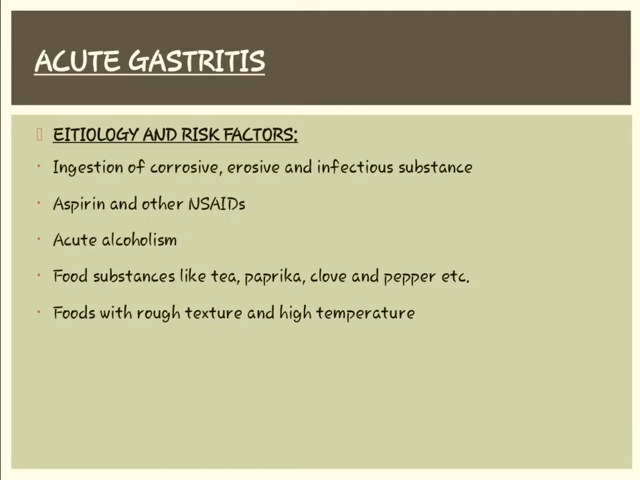 ACUTE GASTRITIS
EITIOLOGY AND RISK FACTORS:
• Ingestion of corrosive, erosive and infectious substance
• Aspirin and other NSAIDs
• Acute alcoholism
• Food substances like tea, paprika, clove and pepper etc.
• Foods with rough texture and high temperature